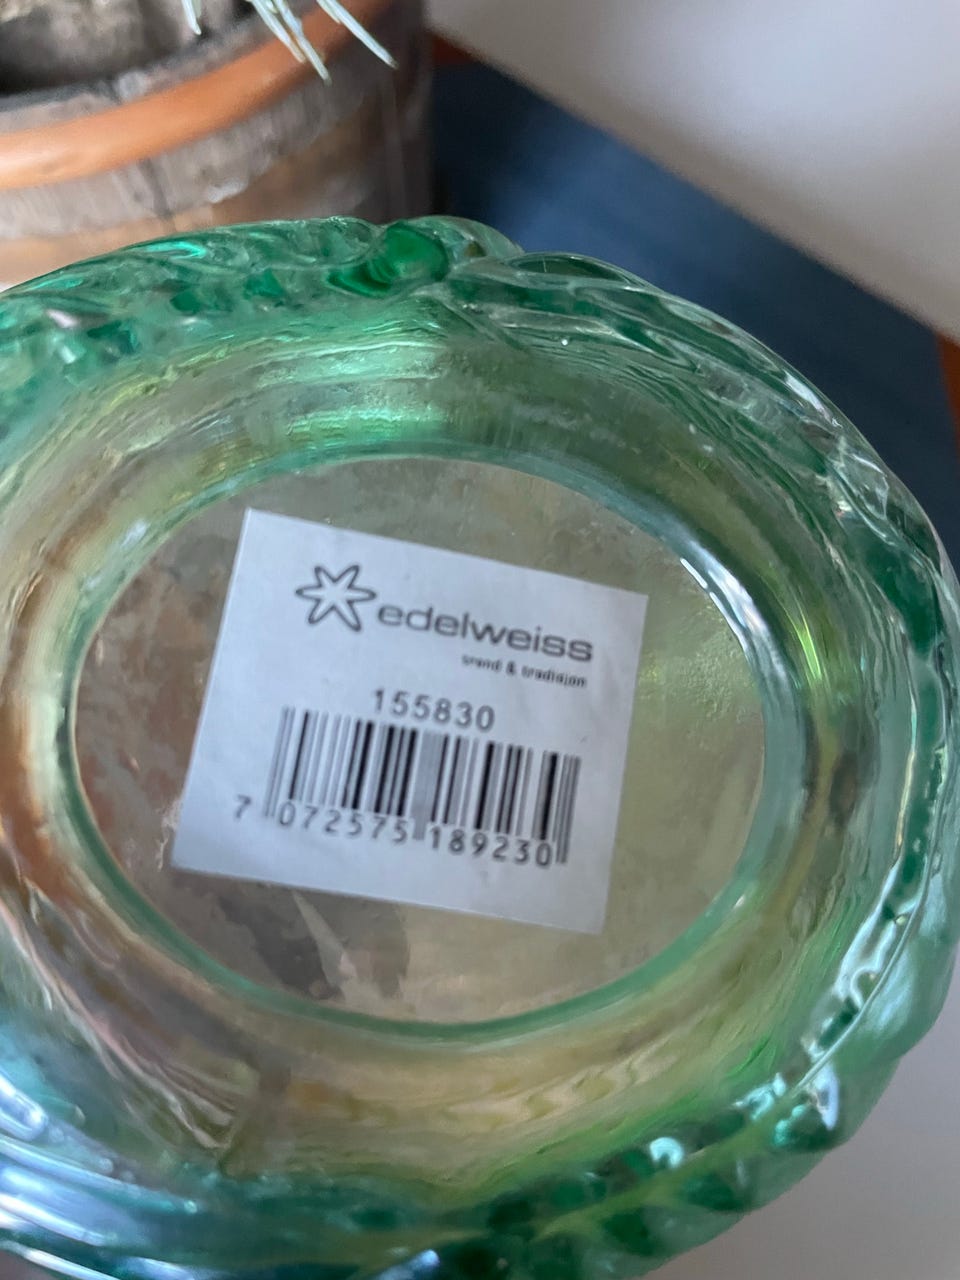 edelweiss
trend & tradisjon
155830
7 072575 189230